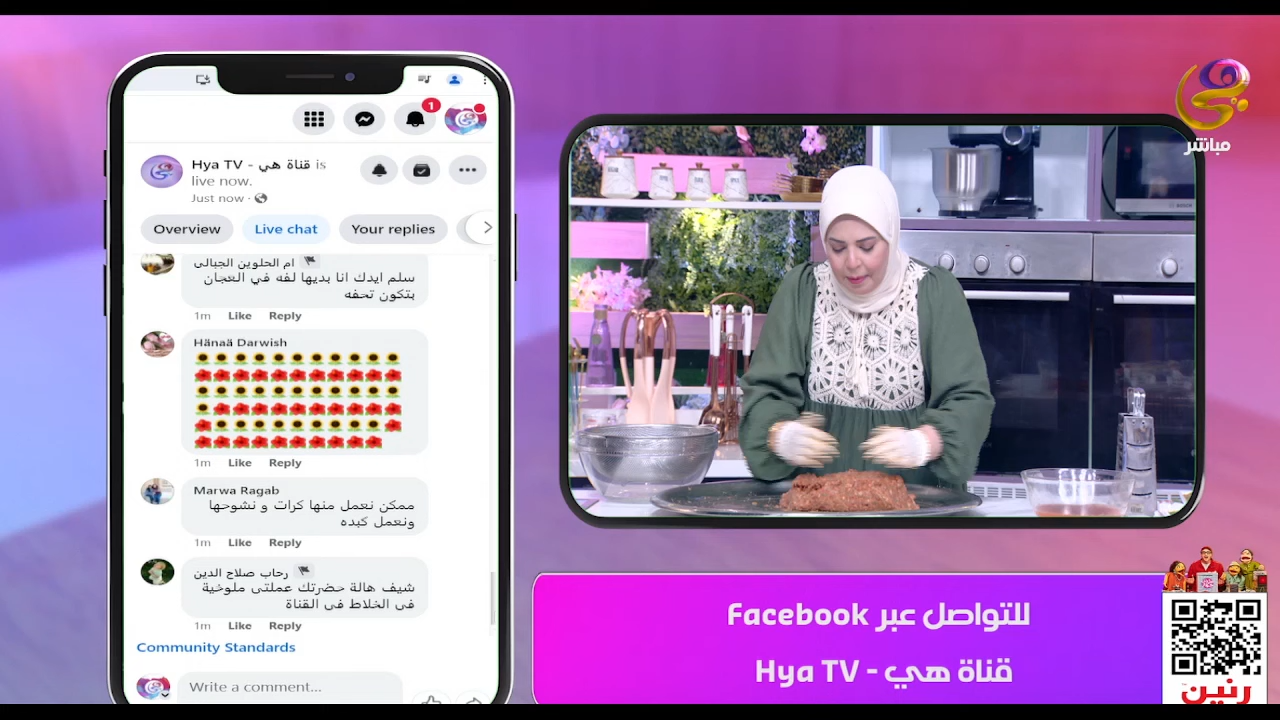 مباشر
1
Hya TV - قناة هي is
live now.
Just now ·
Overview
Live chat
Your replies
ام الحلوين الجبالى
سلم ايدك انا بديها لفه في العجان
بتكون تحفه
1m Like Reply
Hänaä Darwish
1m Like Reply
Marwa Ragab
ممكن نعمل منها كرات و نشوحها
ونعمل كبده
1m Like Reply
رحاب صلاح الدين
شيف هالة حضرتك عملتى ملوخية
فى الخلاط فى القناة
1m Like Reply
Community Standards
Write a comment...
BOSCH
للتواصل عبر Facebook
قناة هي - Hya TV
رنين